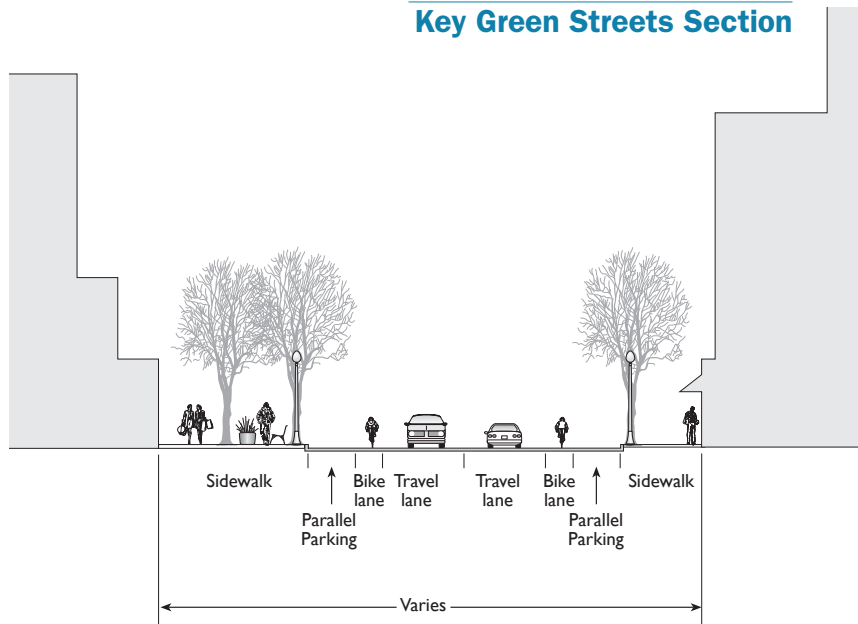 Key Green Streets Section
Sidewalk
Parallel
Parking
Bike
lane
Travel
lane
Travel
lane
Bike
lane
Parallel
Parking
Sidewalk
Varies